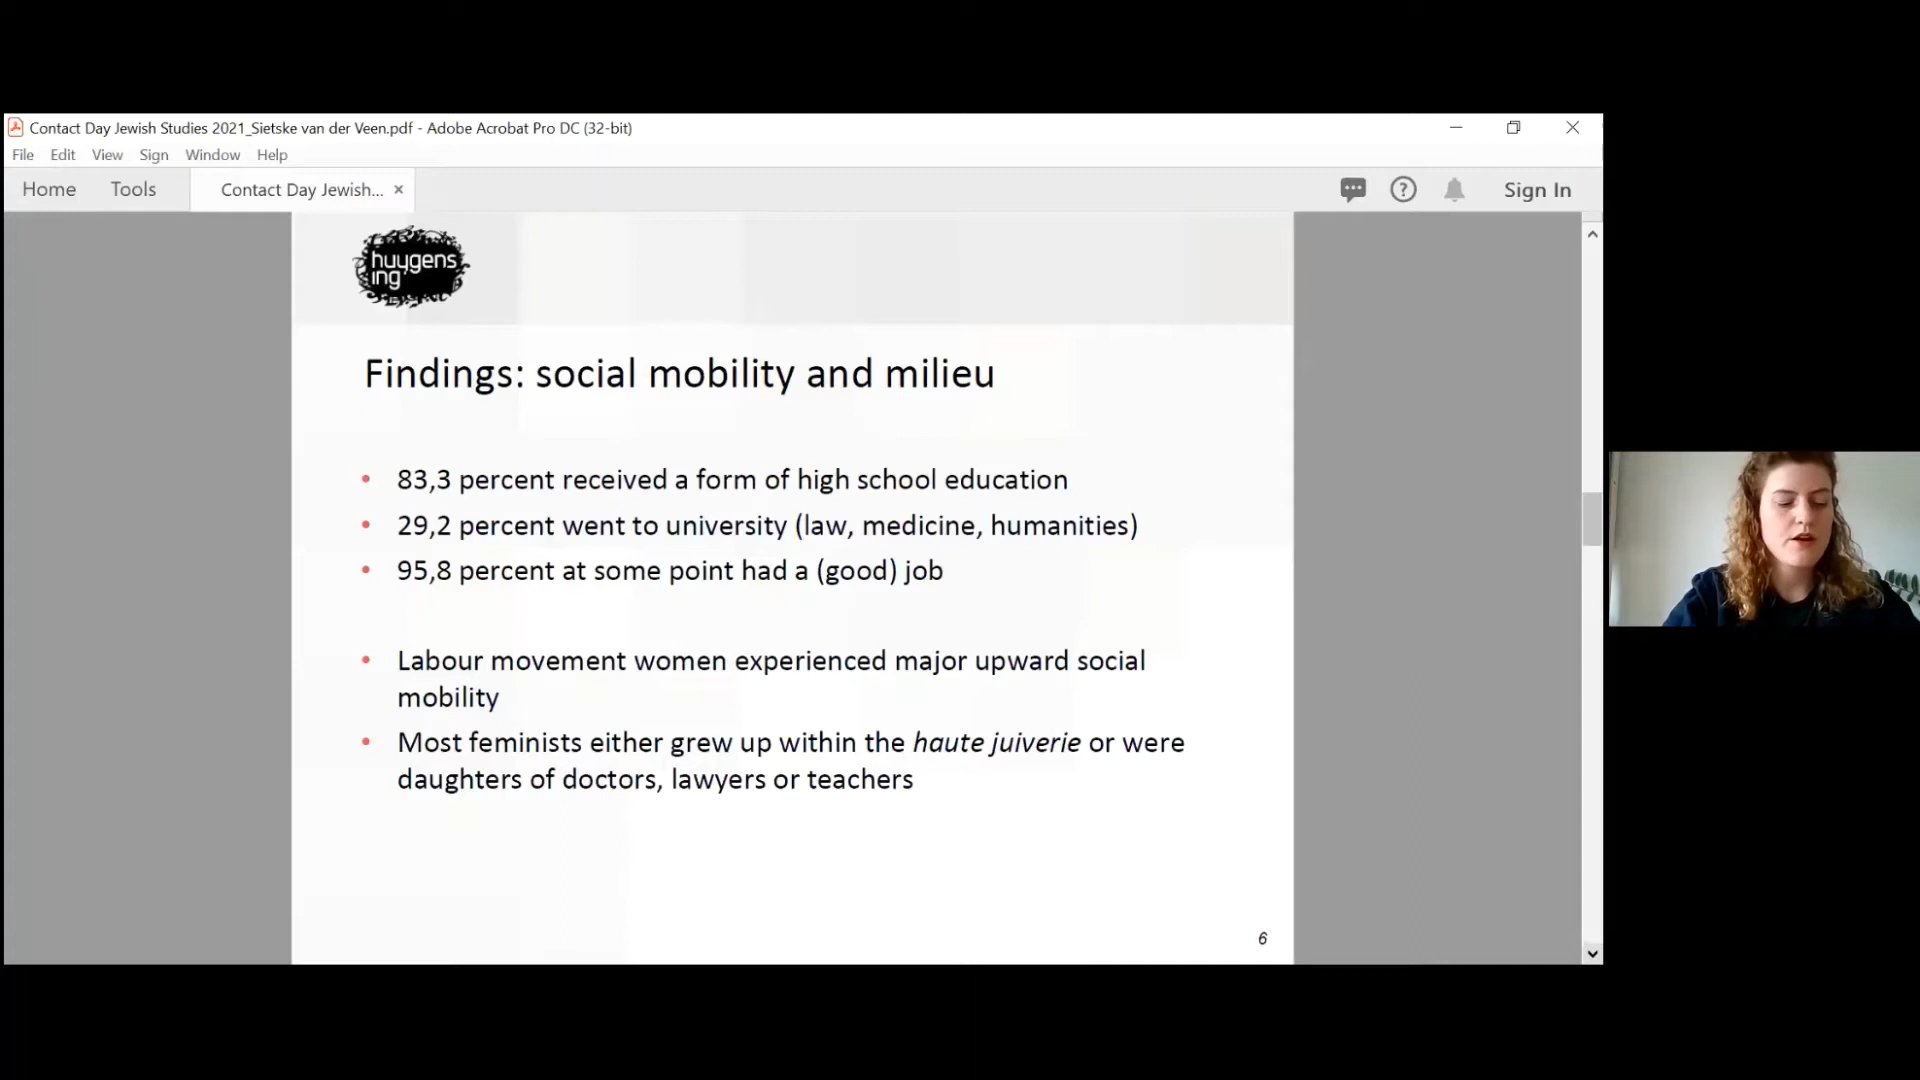 Contact Day Jewish Studies 2021_Sietske van der Veen.pdf - Adobe Acrobat Pro DC (32-bit)
File Edit View Sign Window Help
Home Tools Contact Day Jewish... × Sign In
huygens
ing
Findings: social mobility and milieu
• 83,3 percent received a form of high school education
• 29,2 percent went to university (law, medicine, humanities)
• 95,8 percent at some point had a (good) job
• Labour movement women experienced major upward social
mobility
• Most feminists either grew up within the haute juiverie or were
daughters of doctors, lawyers or teachers
6